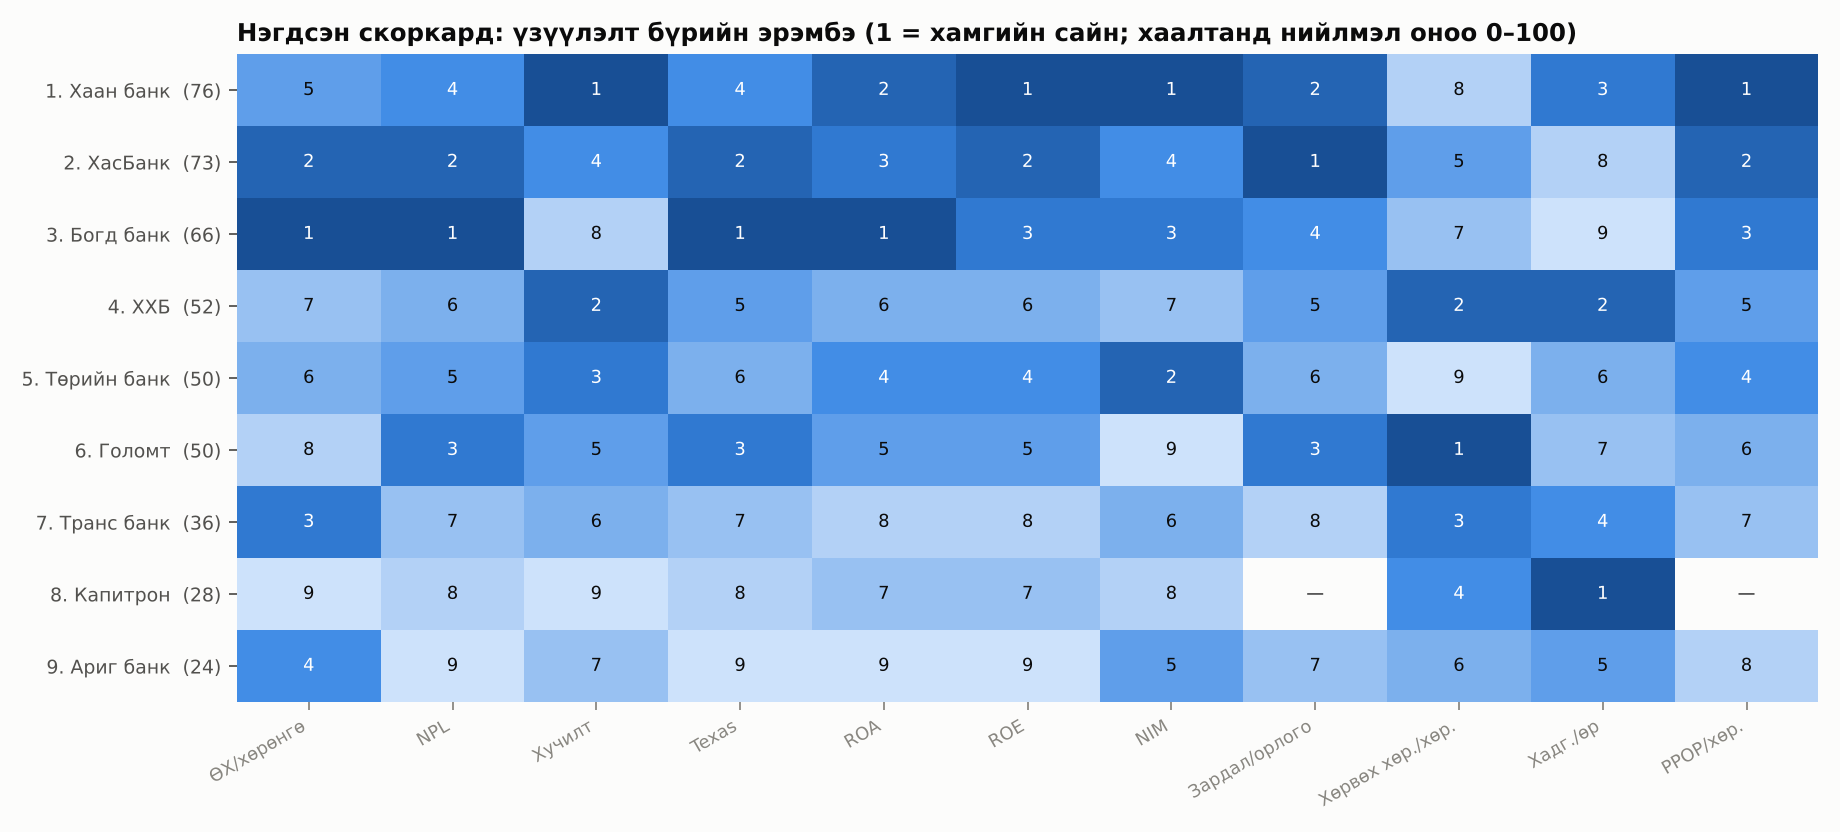 Нэгдсэн скоркард: үзүүлэлт бүрийн эрэмбэ (1 = хамгийн сайн; хаалтанд нийлмэл оноо 0–100)
1. Хаан банк (76) 5 4 1 4 2 1 1 2 8 3 1
2. ХасБанк (73) 2 2 4 2 3 2 4 1 5 8 2
3. Богд банк (66) 1 1 8 1 1 3 3 4 7 9 3
4. ХХБ (52) 7 6 2 5 6 6 7 5 2 2 5
5. Төрийн банк (50) 6 5 3 6 4 4 2 6 9 6 4
6. Голомт (50) 8 3 5 3 5 5 9 3 1 7 6
7. Транс банк (36) 3 7 6 7 8 8 6 8 3 4 7
8. Капитрон (28) 9 8 9 8 7 7 8 — 4 1 —
9. Ариг банк (24) 4 9 7 9 9 9 5 7 6 5 8
ӨХ/хөрөнгө NPL Хучилт Texas ROA ROE NIM Зардал/орлого Хөрвөх хөр./хөр. Хадг./өр PPOP/хөр.